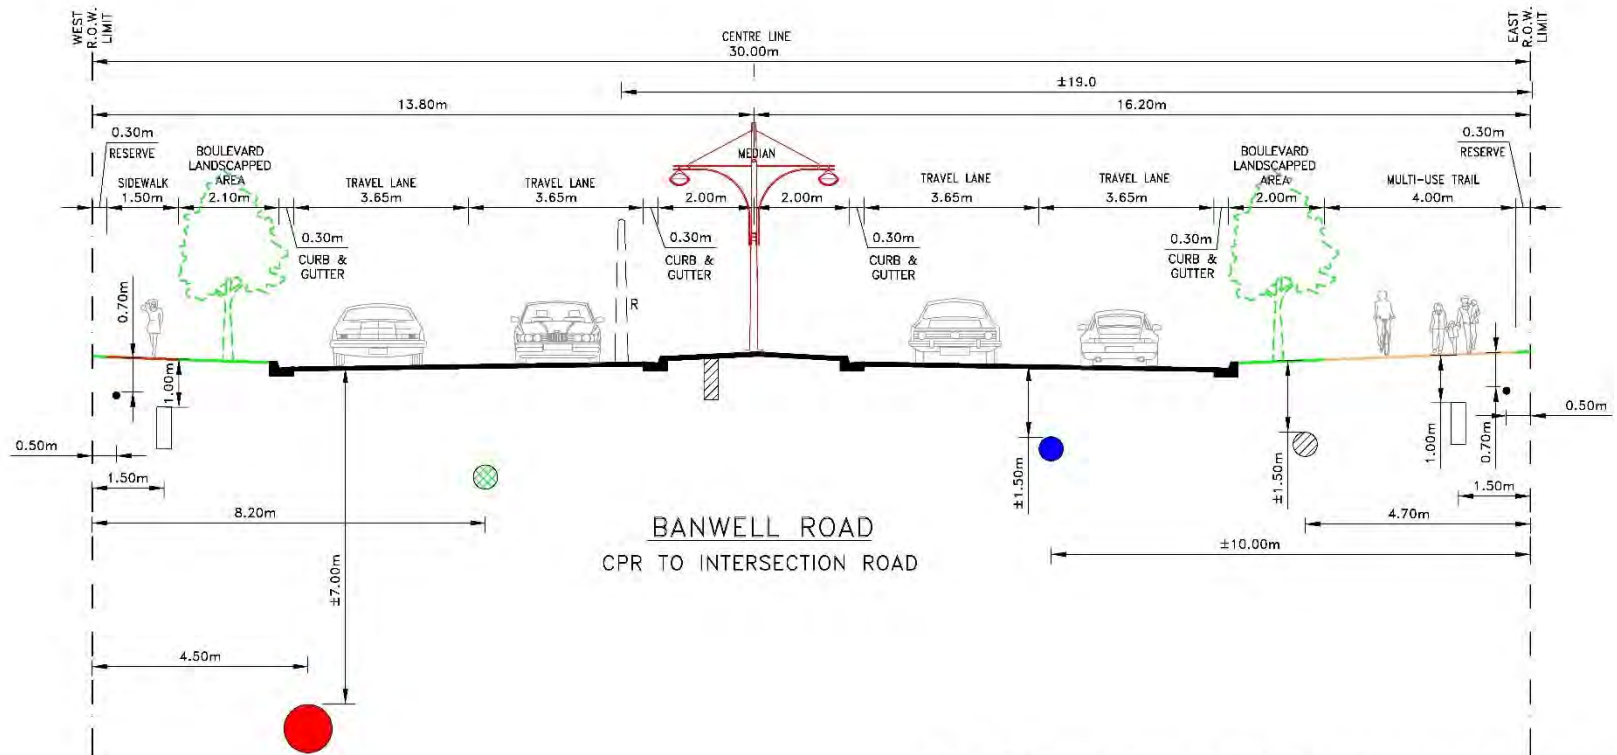 WEST
R.O.W.
LIMIT
EAST
R.O.W.
LIMIT
CENTRE LINE
30.00m
±19.0
13.80m
16.20m
0.30m
RESERVE
BOULEVARD
LANDSCAPPED
AREA
MEDIAN
BOULEVARD
LANDSCAPPED
AREA
0.30m
RESERVE
SIDEWALK
1.50m
2.10m
TRAVEL LANE
3.65m
TRAVEL LANE
3.65m
2.00m
2.00m
TRAVEL LANE
3.65m
TRAVEL LANE
3.65m
2.00m
MULTI-USE TRAIL
4.00m
0.30m
CURB &
GUTTER
0.30m
CURB &
GUTTER
0.30m
CURB &
GUTTER
0.30m
CURB &
GUTTER
R
0.70m
1.00m
0.50m
1.50m
8.20m
±7.00m
4.50m
±1.50m
±1.50m
1.00m
0.70m
0.50m
1.50m
4.70m
±10.00m
BANWELL ROAD
CPR TO INTERSECTION ROAD